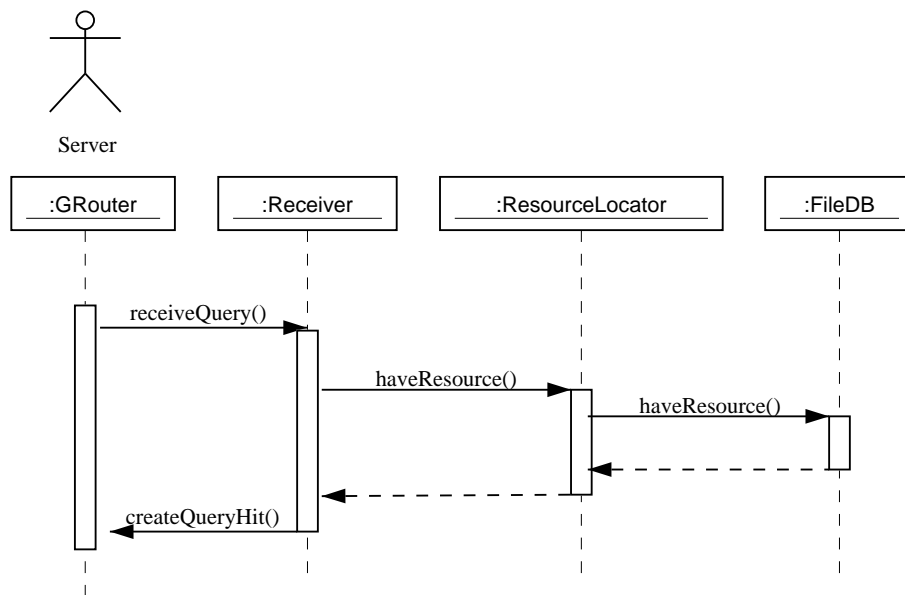 Server
:GRouter
:Receiver
:ResourceLocator
:FileDB
receiveQuery()
haveResource()
haveResource()
createQueryHit()